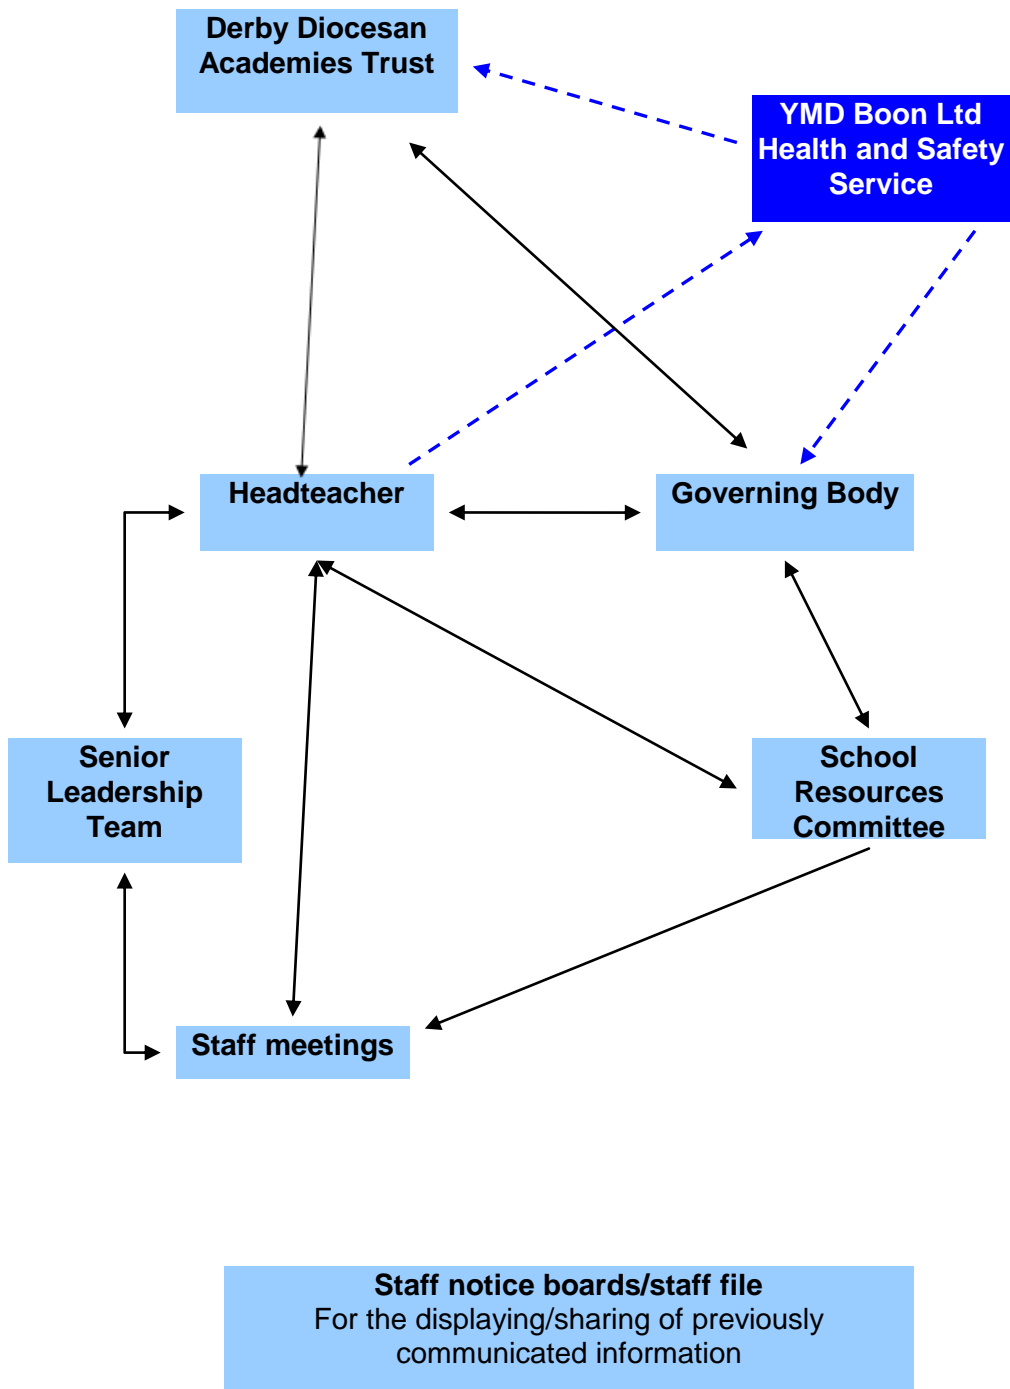 Derby Diocesan
Academies Trust
YMD Boon Ltd
Health and Safety
Service
Headteacher
Governing Body
Senior
Leadership
Team
School
Resources
Committee
Staff meetings
Staff notice boards/staff file
For the displaying/sharing of previously
communicated information